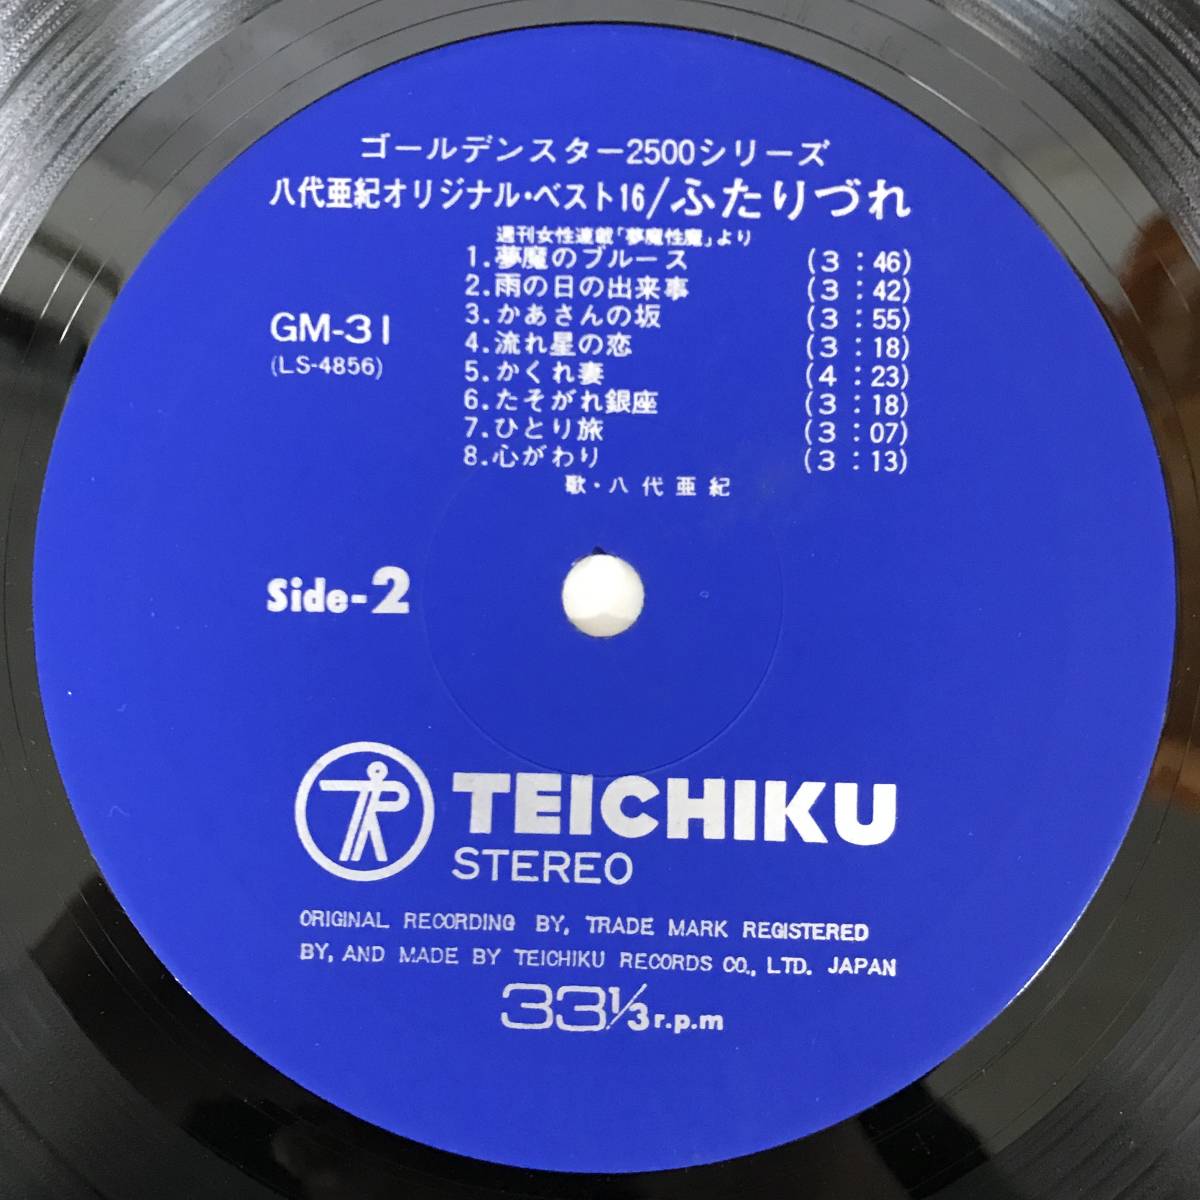 ゴールデンスター2500シリーズ
八代亜紀オリジナル・ベスト16/ふたりづれ
週刊女性連載「夢魔性魔」より
1.夢魔のブルース (3:46)
2.雨の日の出来事 (3:42)
3.かあさんの坂 (3:55)
4.流れ星の恋 (3:18)
5.かくれ妻 (4:23)
6.たそがれ銀座 (3:18)
7.ひとり旅 (3:07)
8.心がわり (3:13)
歌・八代亜紀
GM-31
(LS-4856)
Side-2
TEICHIKU
STEREO
ORIGINAL RECORDING BY, TRADE MARK REGISTERED
BY, AND MADE BY TEICHIKU RECORDS CO., LTD. JAPAN
33 1/3 r.p.m